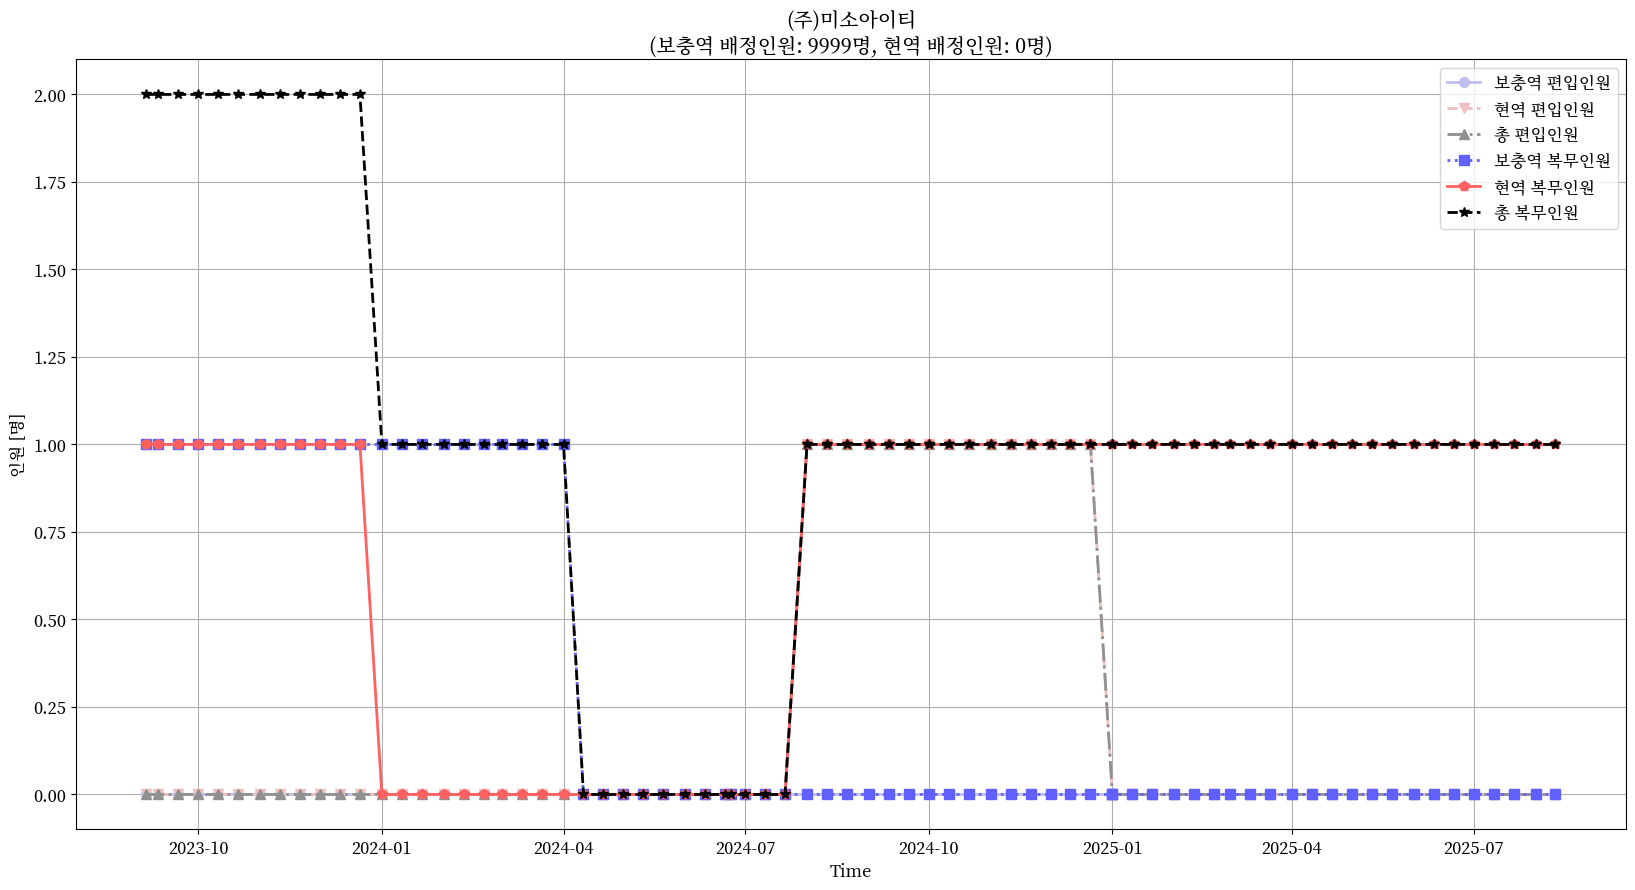 (주)미소아이티
(보충역 배정인원: 9999명, 현역 배정인원: 0명)
보충역 편입인원
현역 편입인원
총 편입인원
보충역 복무인원
현역 복무인원
총 복무인원
인원 [명]
2.00
1.75
1.50
1.25
1.00
0.75
0.50
0.25
0.00
2023-10
2024-01
2024-04
2024-07
2024-10
2025-01
2025-04
2025-07
Time